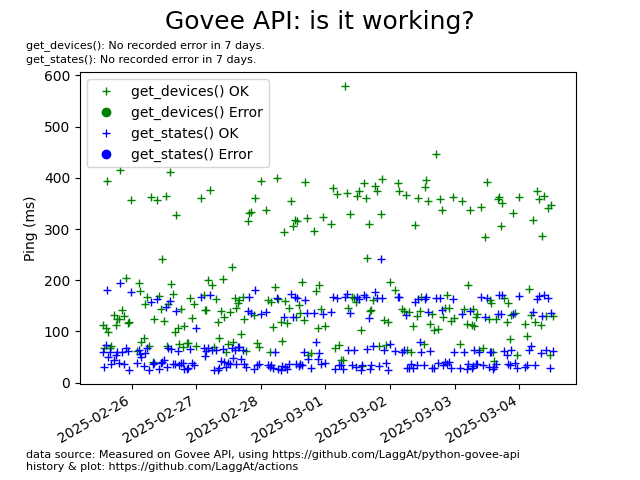 Govee API: is it working?
get_devices(): No recorded error in 7 days.
get_states(): No recorded error in 7 days.
600
500
400
300
200
100
0
Ping (ms)
get_devices() OK
get_devices() Error
get_states() OK
get_states() Error
2025-02-26
2025-02-27
2025-02-28
2025-03-01
2025-03-02
2025-03-03
2025-03-04
data source: Measured on Govee API, using https://github.com/LaggAt/python-govee-api
history & plot: https://github.com/LaggAt/actions